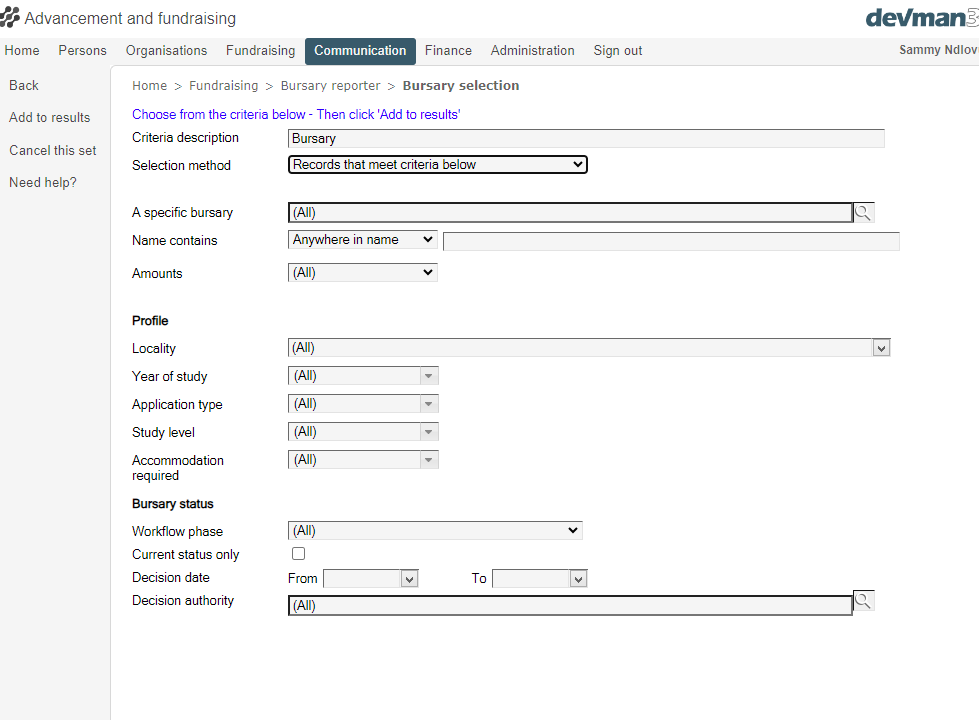 Advancement and fundraising
devman3
Home Persons Organisations Fundraising Communication Finance Administration Sign out Sammy Ndlov
Back
Add to results
Cancel this set
Need help?
Home > Fundraising > Bursary reporter > Bursary selection
Choose from the criteria below - Then click 'Add to results'
Criteria description Bursary
Selection method Records that meet criteria below
A specific bursary (All)
Name contains Anywhere in name
Amounts (All)
Profile
Locality (All)
Year of study (All)
Application type (All)
Study level (All)
Accommodation required (All)
Bursary status
Workflow phase (All)
Current status only
Decision date From To
Decision authority (All)